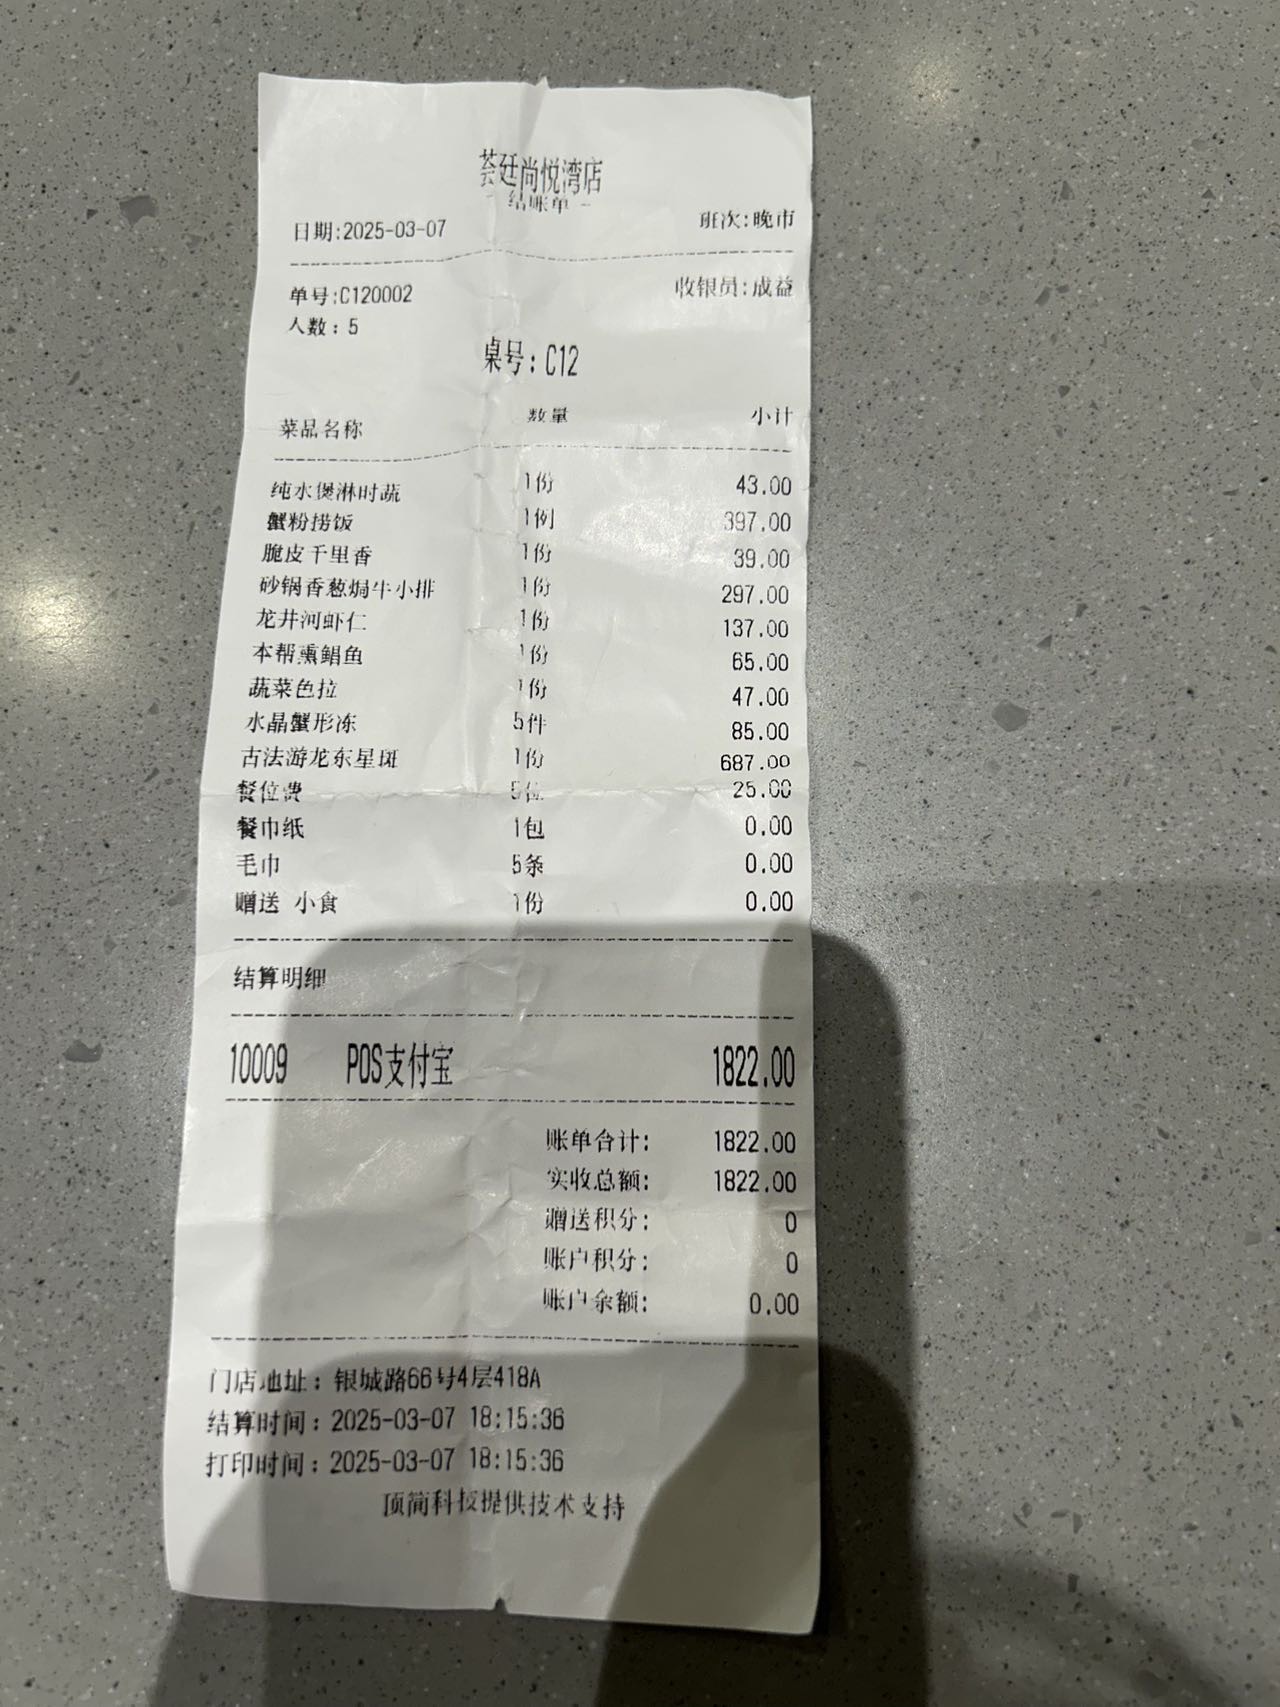 荟廷尚悦湾店
- 结账单 -
日期:2025-03-07 班次:晚市
单号:C120002 收银员:成益
人数:5
桌号:C12
菜品名称 数量 小计
纯水煲淋时蔬 1份 43.00
蟹粉捞饭 1例 397.00
脆皮千里香 1份 39.00
砂锅香葱焗牛小排 1份 297.00
龙井河虾仁 1份 137.00
本帮熏鲳鱼 1份 65.00
蔬菜色拉 1份 47.00
水晶蟹形冻 5件 85.00
古法游龙东星斑 1份 687.00
餐位费 5位 25.00
餐巾纸 1包 0.00
毛巾 5条 0.00
赠送 小食 1份 0.00
结算明细
10009 POS支付宝 1822.00
账单合计: 1822.00
实收总额: 1822.00
赠送积分: 0
账户积分: 0
账户余额: 0.00
门店地址:银城路66号4层418A
结算时间:2025-03-07 18:15:36
打印时间:2025-03-07 18:15:36
顶简科技提供技术支持